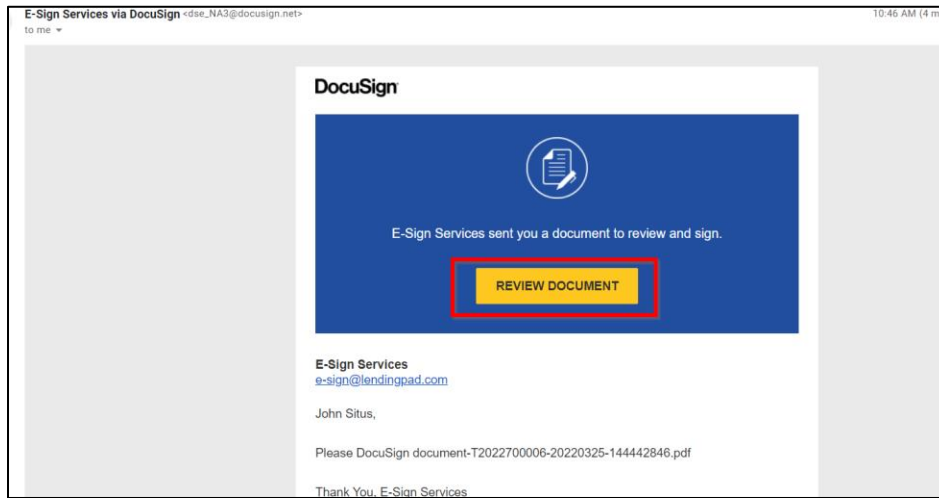 E-Sign Services via DocuSign <dse_NA3@docusign.net>
10:46 AM (4 m
to me
DocuSign
E-Sign Services sent you a document to review and sign.
REVIEW DOCUMENT
E-Sign Services
e-sign@lendingpad.com
John Situs,
Please DocuSign document-T2022700006-20220325-144442846.pdf
Thank You, E-Sign Services